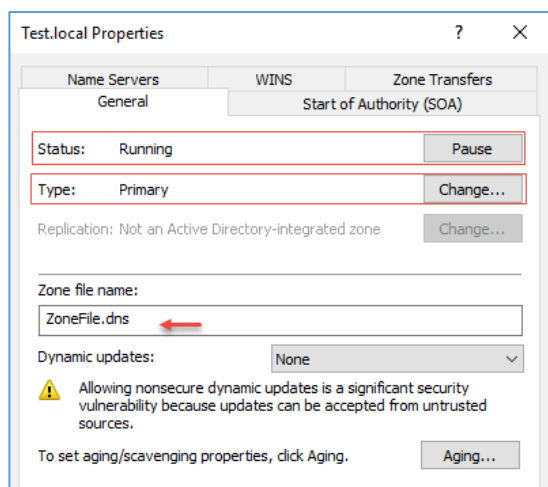 Test.local Properties ? X
Name Servers WINS Zone Transfers
General Start of Authority (SOA)
Status: Running Pause
Type: Primary Change...
Replication: Not an Active Directory-integrated zone Change...
Zone file name:
ZoneFile.dns
Dynamic updates: None
Allowing nonsecure dynamic updates is a significant security
vulnerability because updates can be accepted from untrusted
sources.
To set aging/scavenging properties, click Aging. Aging...